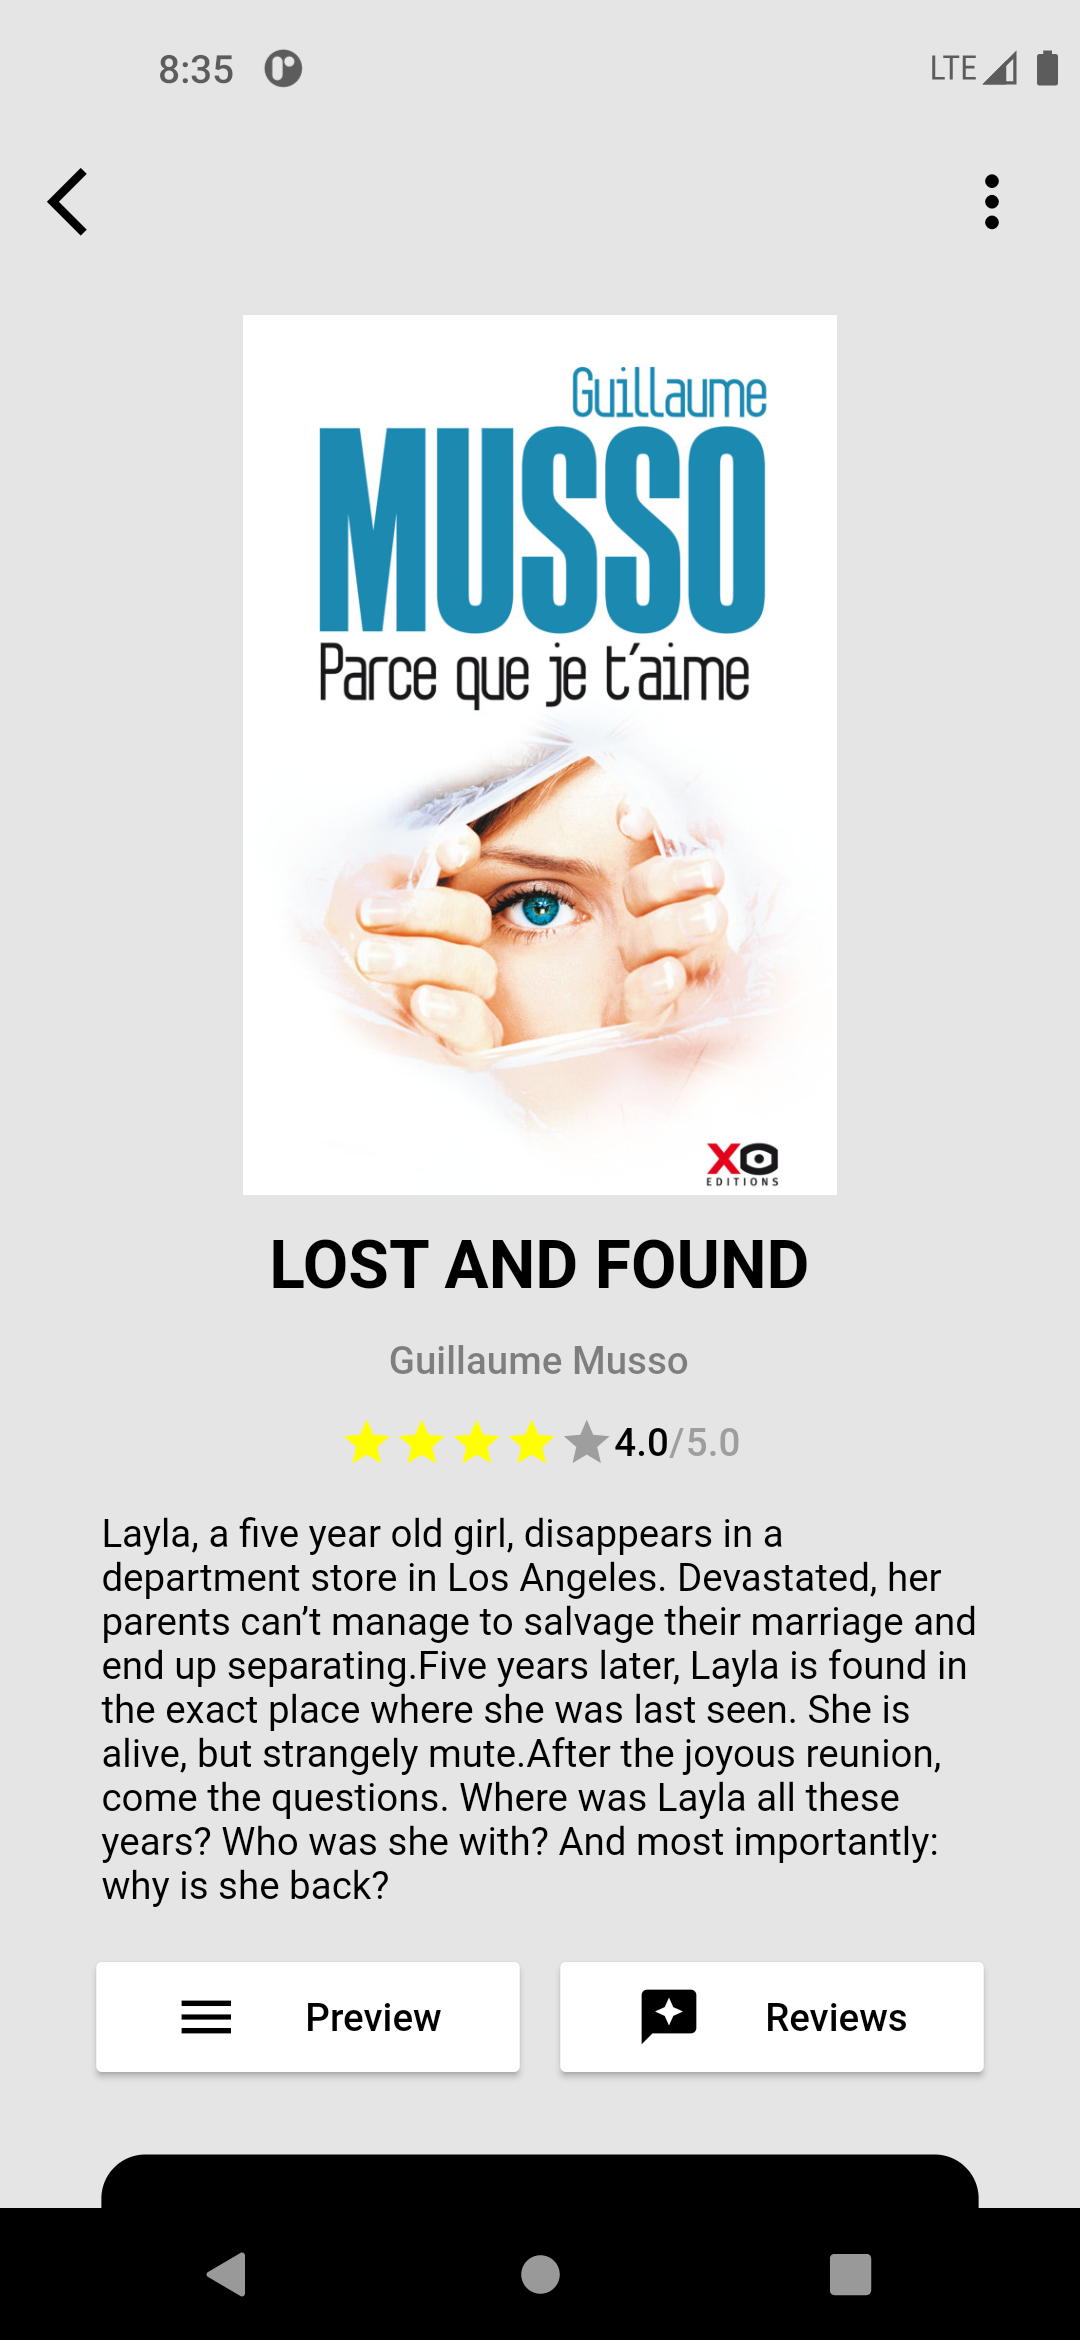 8:35
LTE
Guillaume
MUSSO
Parce que je t'aime
XO
EDITIONS
LOST AND FOUND
Guillaume Musso
4.0/5.0
Layla, a five year old girl, disappears in a
department store in Los Angeles. Devastated, her
parents can’t manage to salvage their marriage and
end up separating.Five years later, Layla is found in
the exact place where she was last seen. She is
alive, but strangely mute.After the joyous reunion,
come the questions. Where was Layla all these
years? Who was she with? And most importantly:
why is she back?
Preview
Reviews